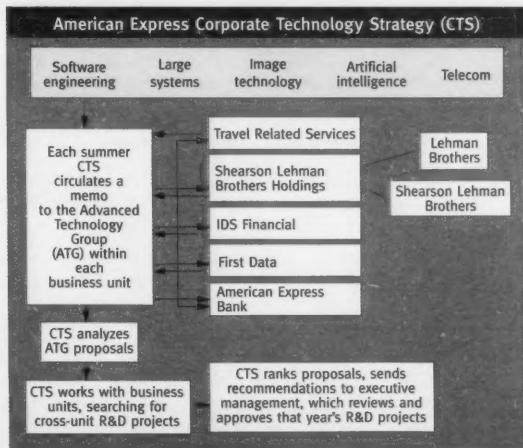 American Express Corporate Technology Strategy (CTS)
Software
engineering
Large
systems
Image
technology
Artificial
intelligence
Telecom
Each summer
CTS
circulates a
memo
to the Advanced
Technology
Group
(ATG) within
each
business unit
Travel Related Services
Shearson Lehman
Brothers Holdings
IDS Financial
First Data
American Express
Bank
Lehman
Brothers
Shearson Lehman
Brothers
CTS analyzes
ATG proposals
CTS works with business
units, searching for
cross-unit R&D projects
CTS ranks proposals, sends
recommendations to executive
management, which reviews and
approves that year's R&D projects